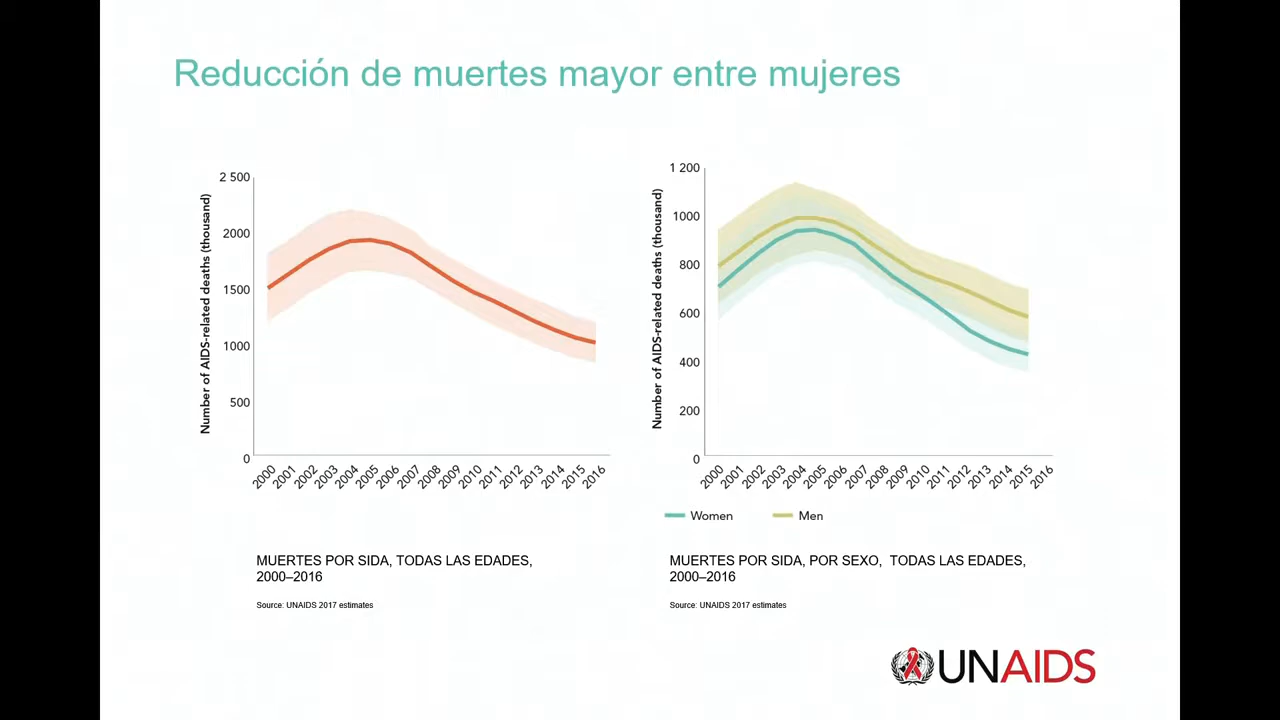 Reducción de muertes mayor entre mujeres
Number of AIDS-related deaths (thousand)
2 500
2000
1500
1000
500
0
2000 2001 2002 2003 2004 2005 2006 2007 2008 2009 2010 2011 2012 2013 2014 2015 2016
MUERTES POR SIDA, TODAS LAS EDADES,
2000–2016
Source: UNAIDS 2017 estimates
Number of AIDS-related deaths (thousand)
1 200
1000
800
600
400
200
0
2000 2001 2002 2003 2004 2005 2006 2007 2008 2009 2010 2011 2012 2013 2014 2015 2016
Women Men
MUERTES POR SIDA, POR SEXO, TODAS LAS EDADES,
2000–2016
Source: UNAIDS 2017 estimates
UNAIDS